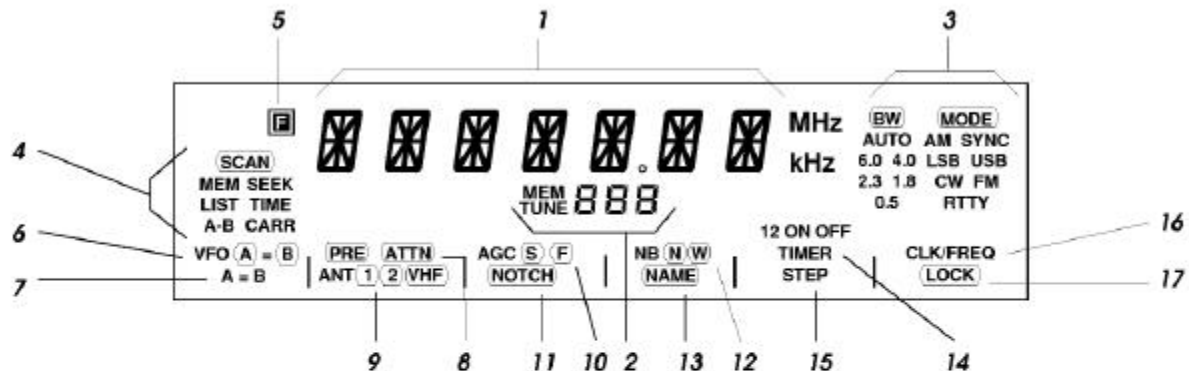 5 1 3
F
MHz
kHz
BW MODE
AUTO AM SYNC
6.0 4.0 LSB USB
2.3 1.8 CW FM
0.5 RTTY
4
SCAN
MEM SEEK
LIST TIME
A-B CARR
MEM
TUNE 888
6
VFO A = B
A = B
7
PRE ATTN
ANT 1 2 VHF
AGC S F
NOTCH
NB N W
NAME
12 ON OFF
TIMER
STEP
CLK/FREQ
LOCK
16
17
9 8 11 10 2 13 12 15 14